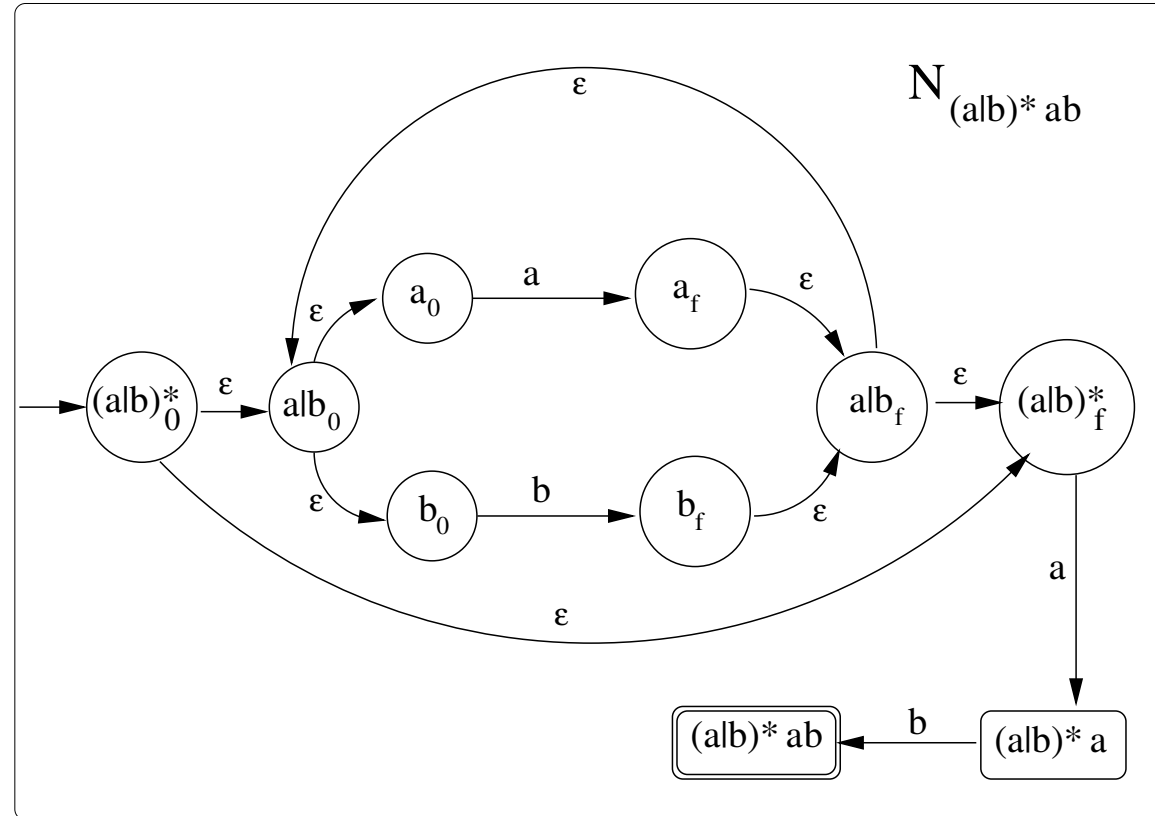 ε
N(a|b)* ab
a0
a
af
ε
ε
(a|b)*0
ε
a|b0
a|bf
ε
(a|b)*f
ε
b0
b
bf
ε
a
ε
(a|b)* ab
b
(a|b)* a